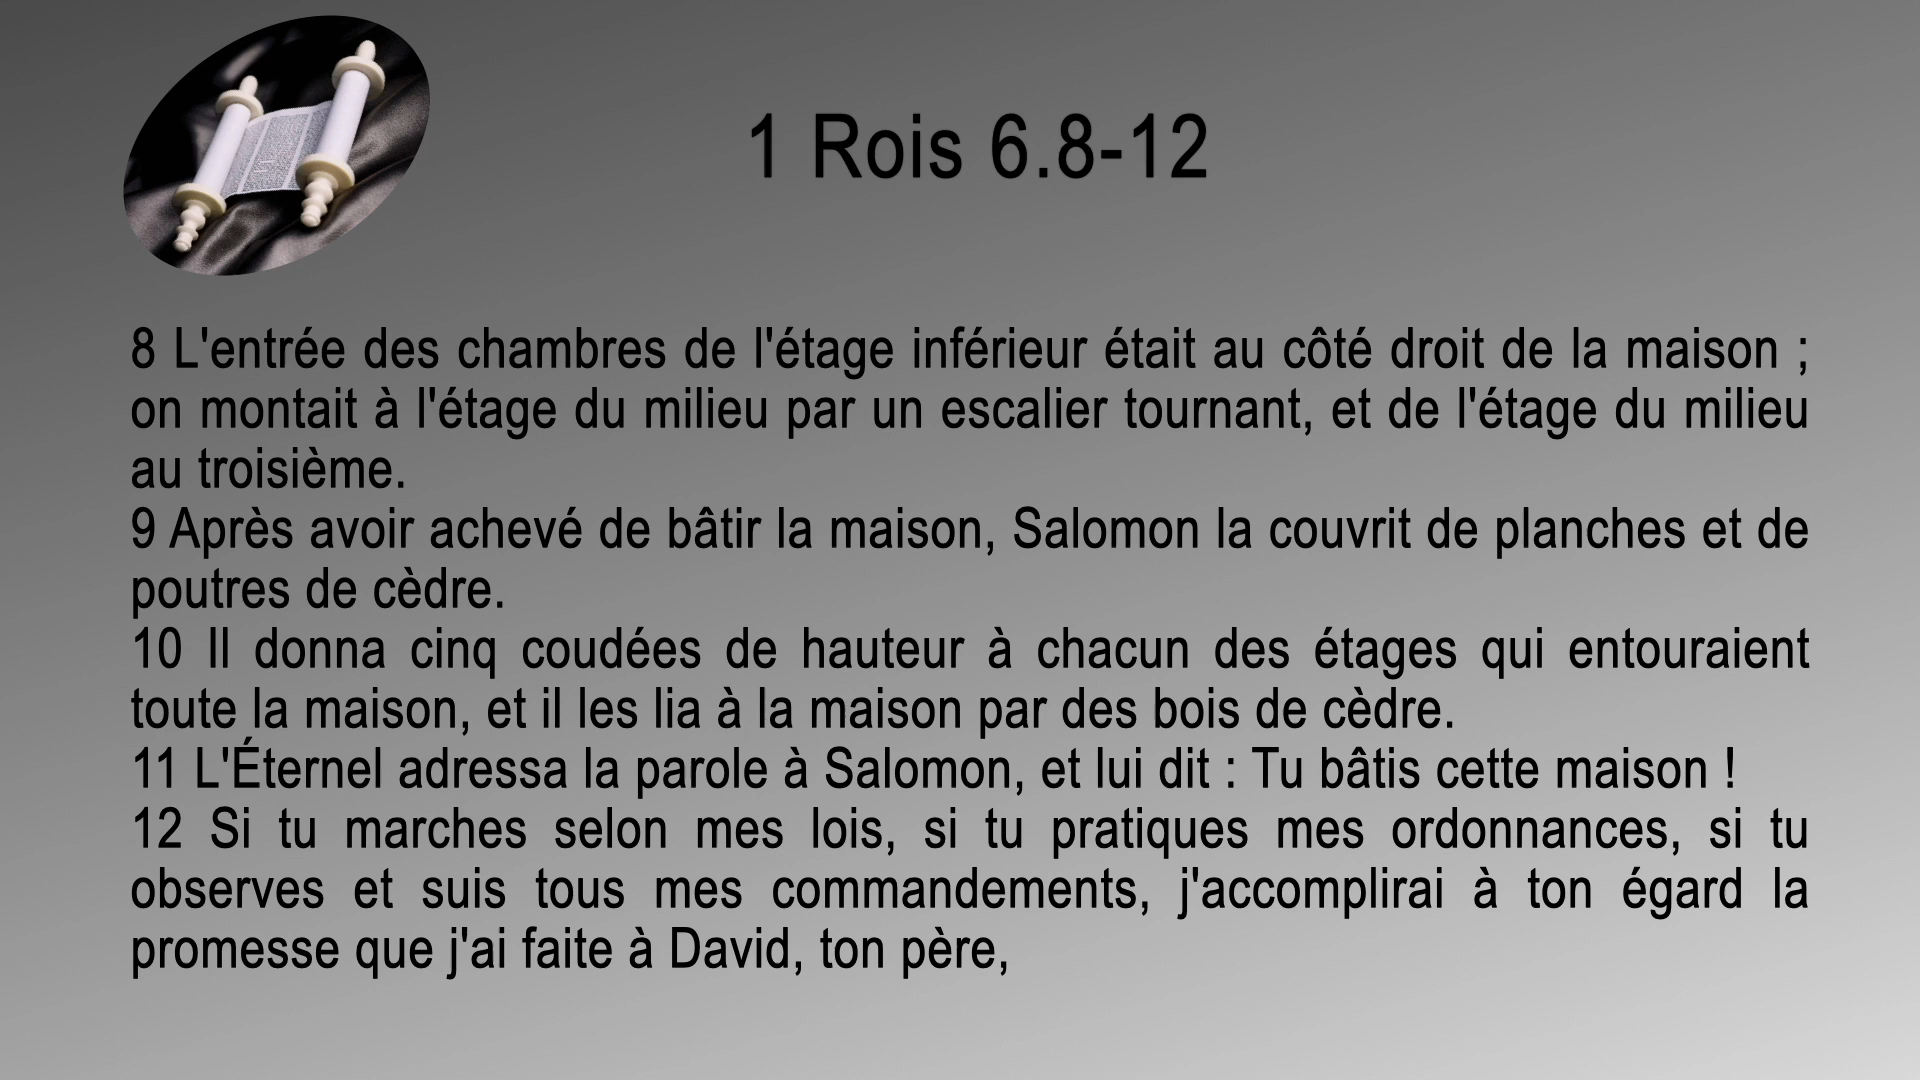 1 Rois 6.8-12
8 L'entrée des chambres de l'étage inférieur était au côté droit de la maison ;
on montait à l'étage du milieu par un escalier tournant, et de l'étage du milieu
au troisième.
9 Après avoir achevé de bâtir la maison, Salomon la couvrit de planches et de
poutres de cèdre.
10 Il donna cinq coudées de hauteur à chacun des étages qui entouraient
toute la maison, et il les lia à la maison par des bois de cèdre.
11 L'Éternel adressa la parole à Salomon, et lui dit : Tu bâtis cette maison !
12 Si tu marches selon mes lois, si tu pratiques mes ordonnances, si tu
observes et suis tous mes commandements, j'accomplirai à ton égard la
promesse que j'ai faite à David, ton père,